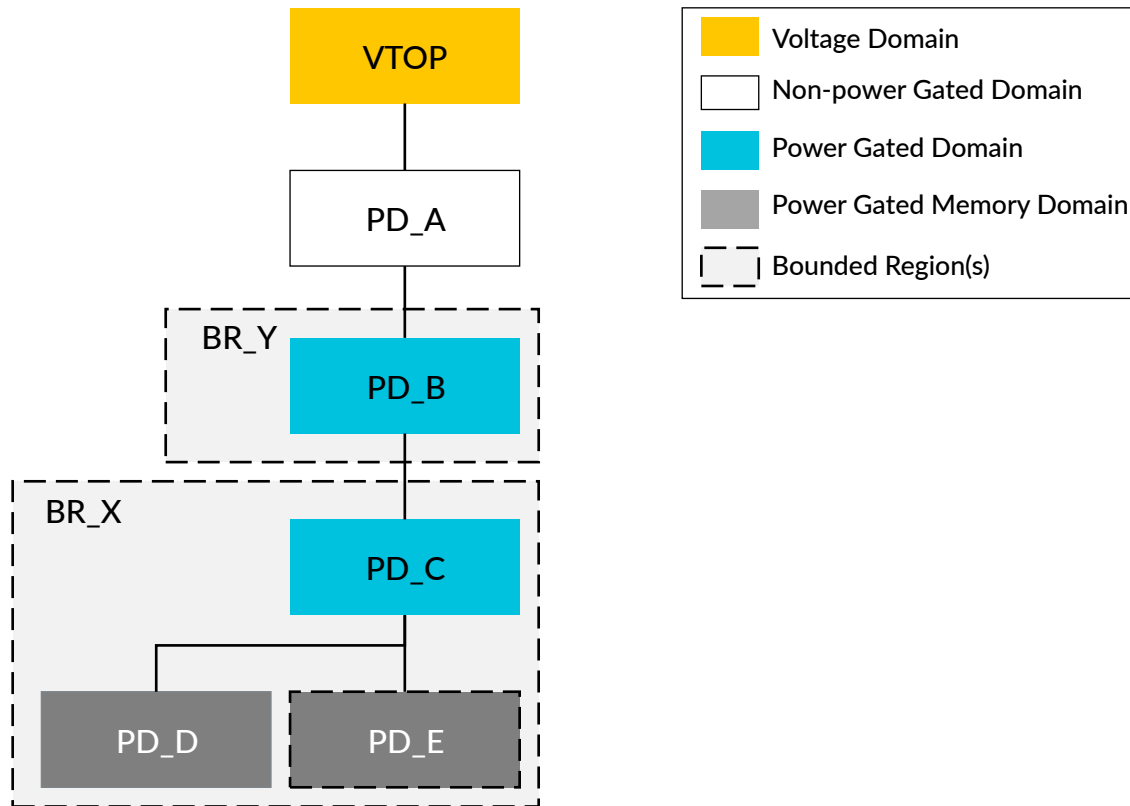 VTOP
PD_A
BR_Y
PD_B
BR_X
PD_C
PD_D
PD_E
Voltage Domain
Non-power Gated Domain
Power Gated Domain
Power Gated Memory Domain
Bounded Region(s)